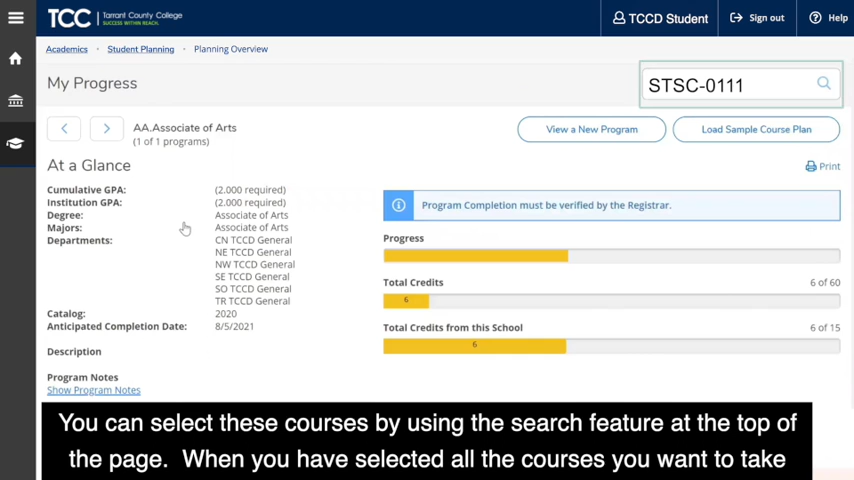 TCC Tarrant County College
SUCCESS WITHIN REACH.
TCCD Student
Sign out
Help
Academics
Student Planning
Planning Overview
My Progress
STSC-0111
AA.Associate of Arts
(1 of 1 programs)
View a New Program
Load Sample Course Plan
At a Glance
Print
Cumulative GPA: (2.000 required)
Institution GPA: (2.000 required)
Degree: Associate of Arts
Majors: Associate of Arts
Departments: CN TCCD General
NE TCCD General
NW TCCD General
SE TCCD General
SO TCCD General
TR TCCD General
Catalog: 2020
Anticipated Completion Date: 8/5/2021
Description
Program Notes
Show Program Notes
Program Completion must be verified by the Registrar.
Progress
Total Credits 6 of 60
6
Total Credits from this School 6 of 15
6
You can select these courses by using the search feature at the top of
the page. When you have selected all the courses you want to take